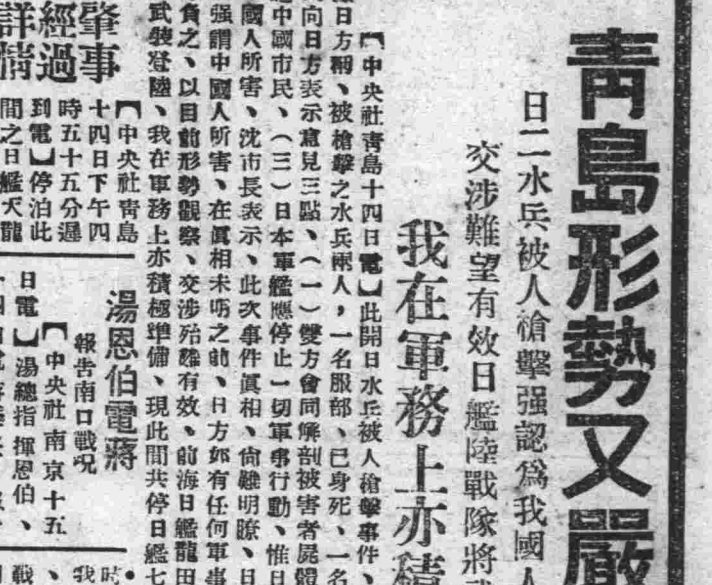 靑島形勢又嚴
日二水兵被人槍擊强認爲我國人
交涉難望有效日艦陸戰隊將
我在軍務上亦積
【中央社靑島十四日電】此間日水兵被人槍擊事件、
日方稱、被槍擊之水兵兩人，一名服部、已身死、一名
向日方表示意見三點、（一）雙方會同解剖被害者屍體
中國市民、（三）日本軍艦應停止一切軍事行動、惟日
國人所害、沈市長表示、此次事件眞相、尙難明瞭、日
强謂中國人所害、在眞相未明之前、日方如有任何軍事
負之、以目前形勢觀察、交涉殆難有效、前海日艦龍田
武裝登陸、我在軍務上亦積極準備、現此間共停日艦七
肇事
經過
詳情
【中央社靑島
十四日下午四
時五十五分遲
到電】停泊此
間之日艦天龍
湯恩伯電蔣
報吿南口戰况
【中央社南京十五
日電】湯總指揮恩伯、
時
我
戰